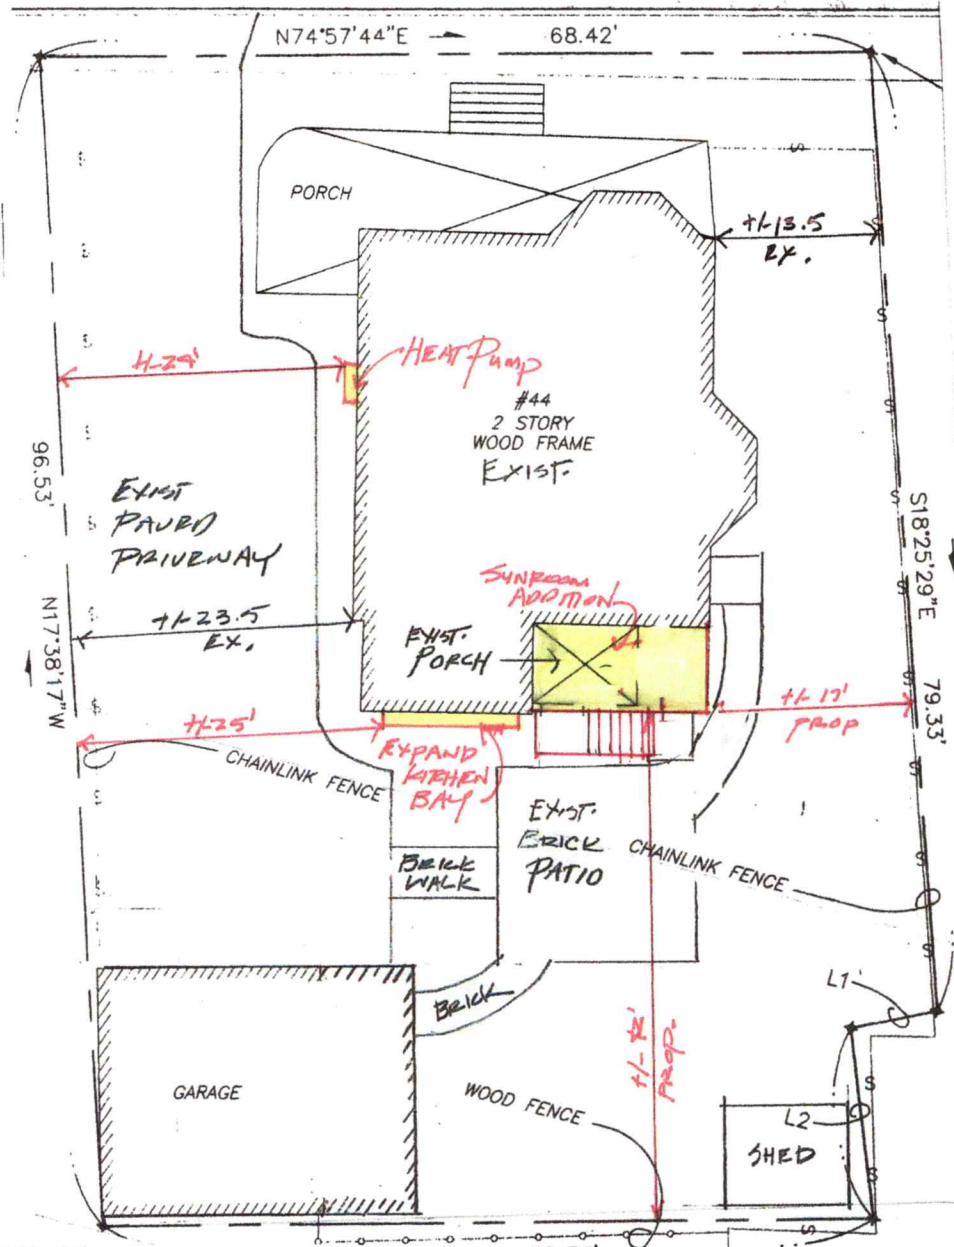 N74°57'44"E 68.42'
PORCH
+/-13.5
EX.
HEAT PUMP
#44
2 STORY
WOOD FRAME
EXIST.
96.53'
N17°38'17"W
EXIST
PAVED
DRIVEWAY
+/-23.5
EX.
SUNROOM
ADDITION
EXIST.
PORCH
S18°25'29"E 79.33'
+/-17'
PROP
+/-25'
CHAINLINK FENCE
EXPAND
KITCHEN
BAY
EXIST.
BRICK
PATIO
CHAINLINK FENCE
BRICK
WALK
BRICK
L1
+/-
PROP.
GARAGE
WOOD FENCE
L2
SHED